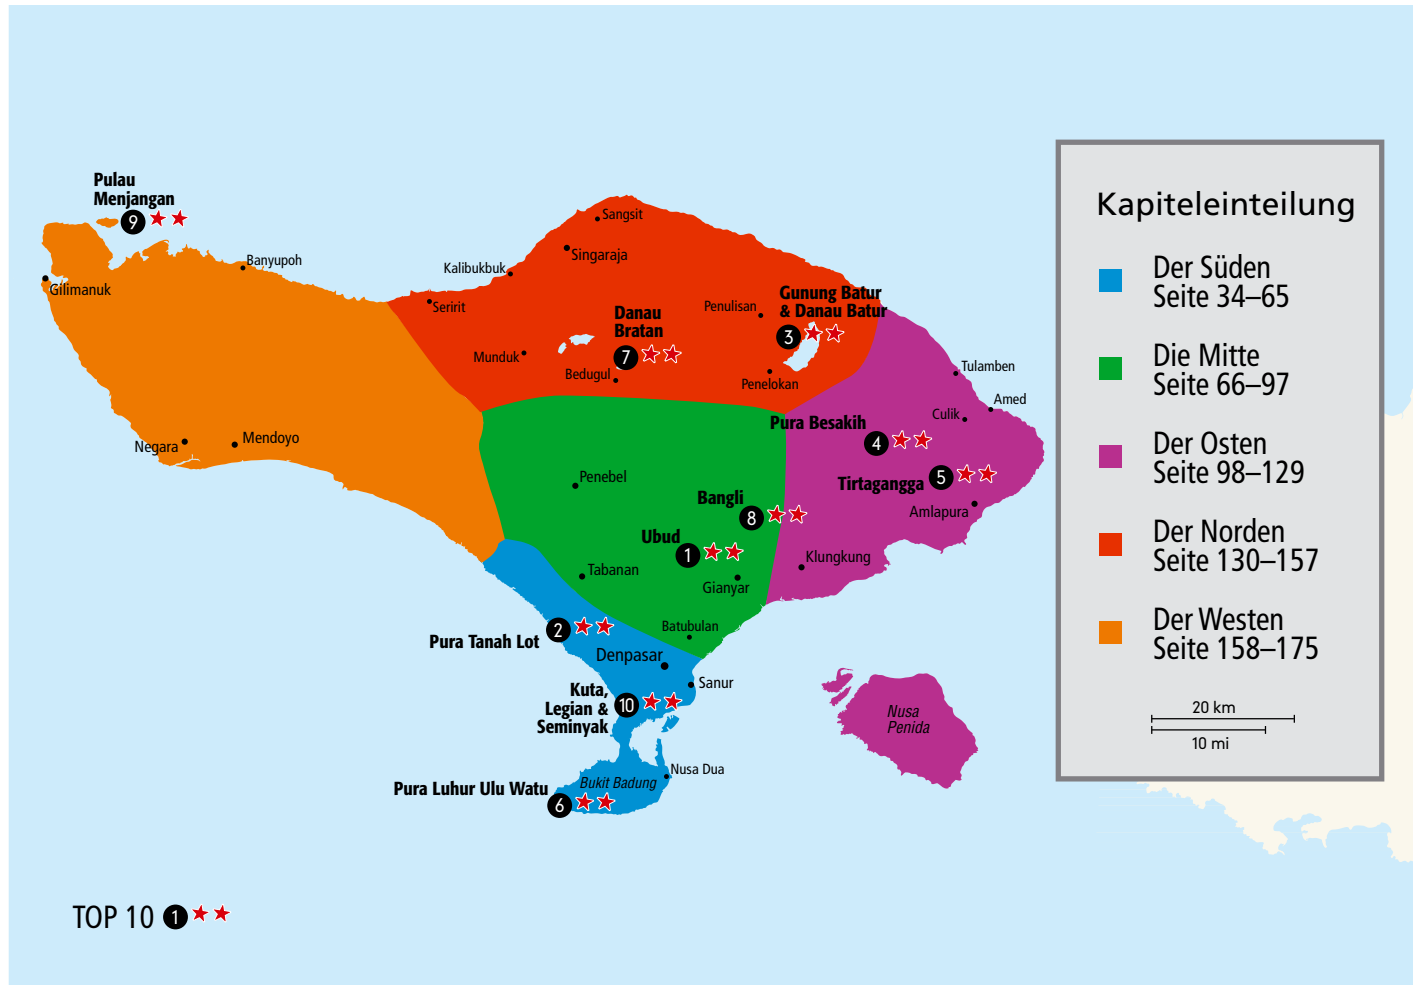 Pulau
Menjangan
9
Gilimanuk
Banyupoh
Negara
Mendoyo
Sangsit
Singaraja
Kalibukbuk
Seririt
Munduk
Danau
Bratan
7
Bedugul
Penulisan
Gunung Batur
& Danau Batur
3
Penelokan
Tulamben
Amed
Culik
Pura Besakih
4
Tirtagangga
5
Amlapura
Klungkung
Penebel
Bangli
8
Ubud
1
Tabanan
Gianyar
Batubulan
Pura Tanah Lot
2
Denpasar
Sanur
Kuta,
Legian &
Seminyak
10
Nusa Dua
Bukit Badung
Pura Luhur Ulu Watu
6
Nusa
Penida
Kapiteleinteilung
Der Süden
Seite 34–65
Die Mitte
Seite 66–97
Der Osten
Seite 98–129
Der Norden
Seite 130–157
Der Westen
Seite 158–175
20 km
10 mi
TOP 10 1